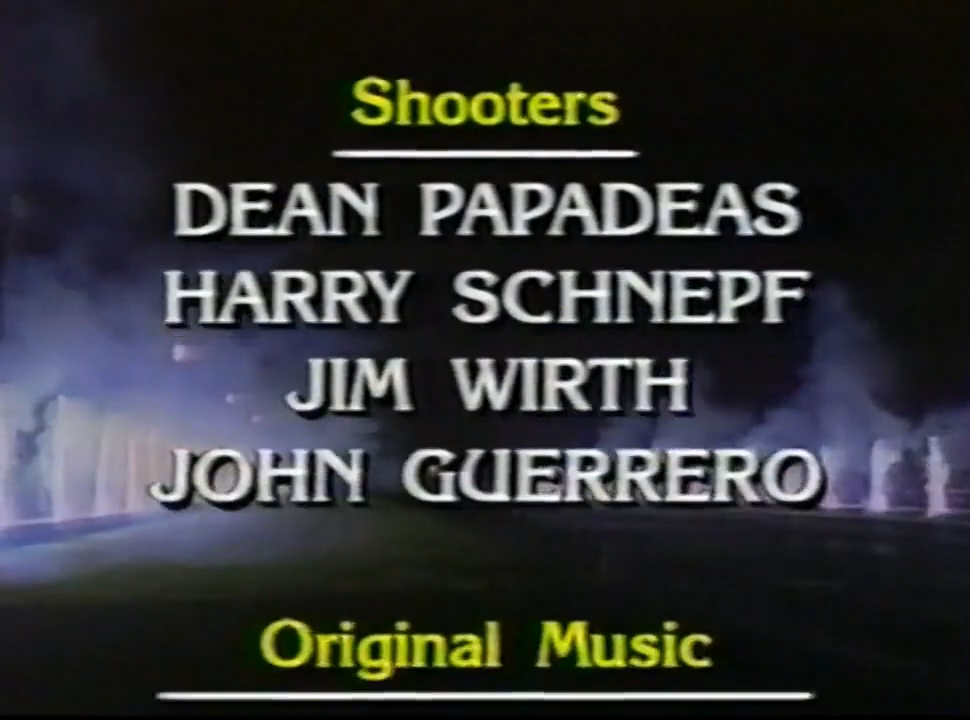 Shooters
DEAN PAPADEAS
HARRY SCHNEPF
JIM WIRTH
JOHN GUERRERO
Original Music